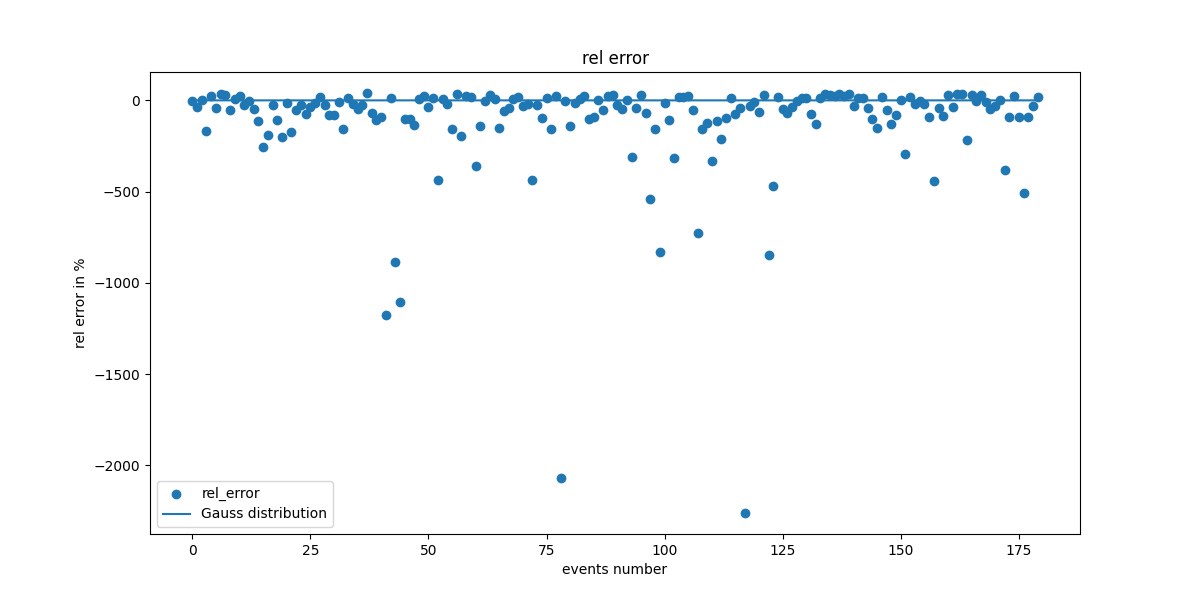 rel error
rel error in %
0
−500
−1000
−1500
−2000
rel_error
Gauss distribution
0 25 50 75 100 125 150 175
events number